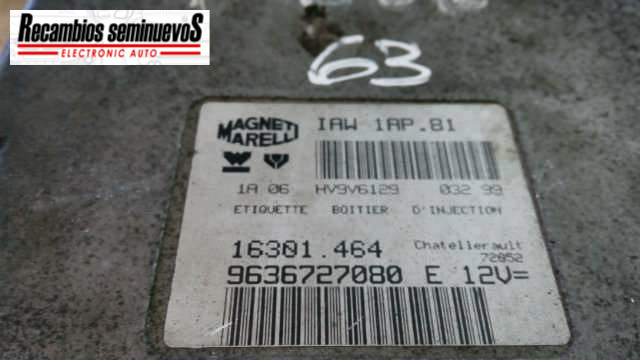 Recambios seminuevoS
ELECTRONIC AUTO
63
MAGNETI MARELLI
IAW 1AP.81
1A 06 HV9V6129 032 99
ETIQUETTE BOITIER D'INJECTION
16301.464
Chatellerault
72852
9636727080 E 12V=